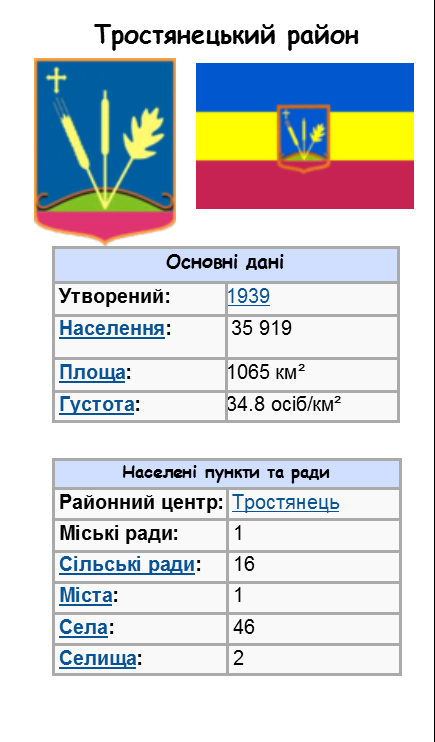 Тростянецький район
Основні дані
Утворений: 1939
Населення: 35 919
Площа: 1065 км²
Густота: 34.8 осіб/км²
Населені пункти та ради
Районний центр: Тростянець
Міські ради: 1
Сільські ради: 16
Міста: 1
Села: 46
Селища: 2